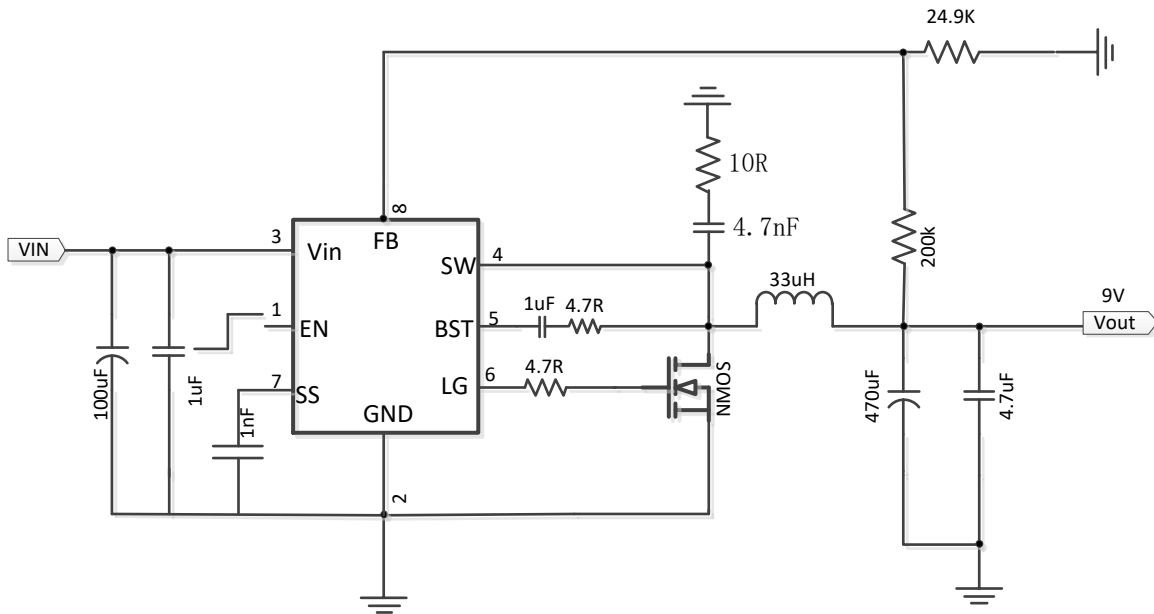 24.9K
10R
4.7nF
200k
8
FB
VIN
3
Vin
SW
4
33uH
9V
Vout
1
EN
BST
5
1uF
4.7R
100uF
1uF
7
SS
1nF
LG
6
4.7R
NMOS
470uF
4.7uF
GND
2